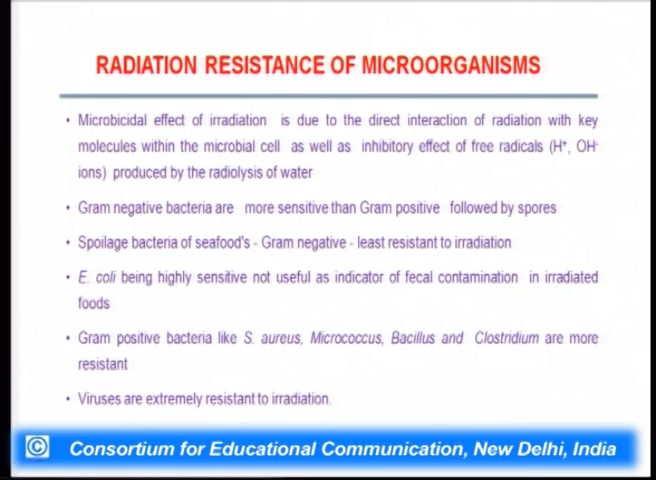 RADIATION RESISTANCE OF MICROORGANISMS
• Microbicidal effect of irradiation is due to the direct interaction of radiation with key
molecules within the microbial cell as well as inhibitory effect of free radicals (H⁺, OH⁻
ions) produced by the radiolysis of water
• Gram negative bacteria are more sensitive than Gram positive followed by spores
• Spoilage bacteria of seafood's - Gram negative - least resistant to irradiation
• E. coli being highly sensitive not useful as indicator of fecal contamination in irradiated
foods
• Gram positive bacteria like S. aureus, Micrococcus, Bacillus and Clostridium are more
resistant
• Viruses are extremely resistant to irradiation.
© Consortium for Educational Communication, New Delhi, India